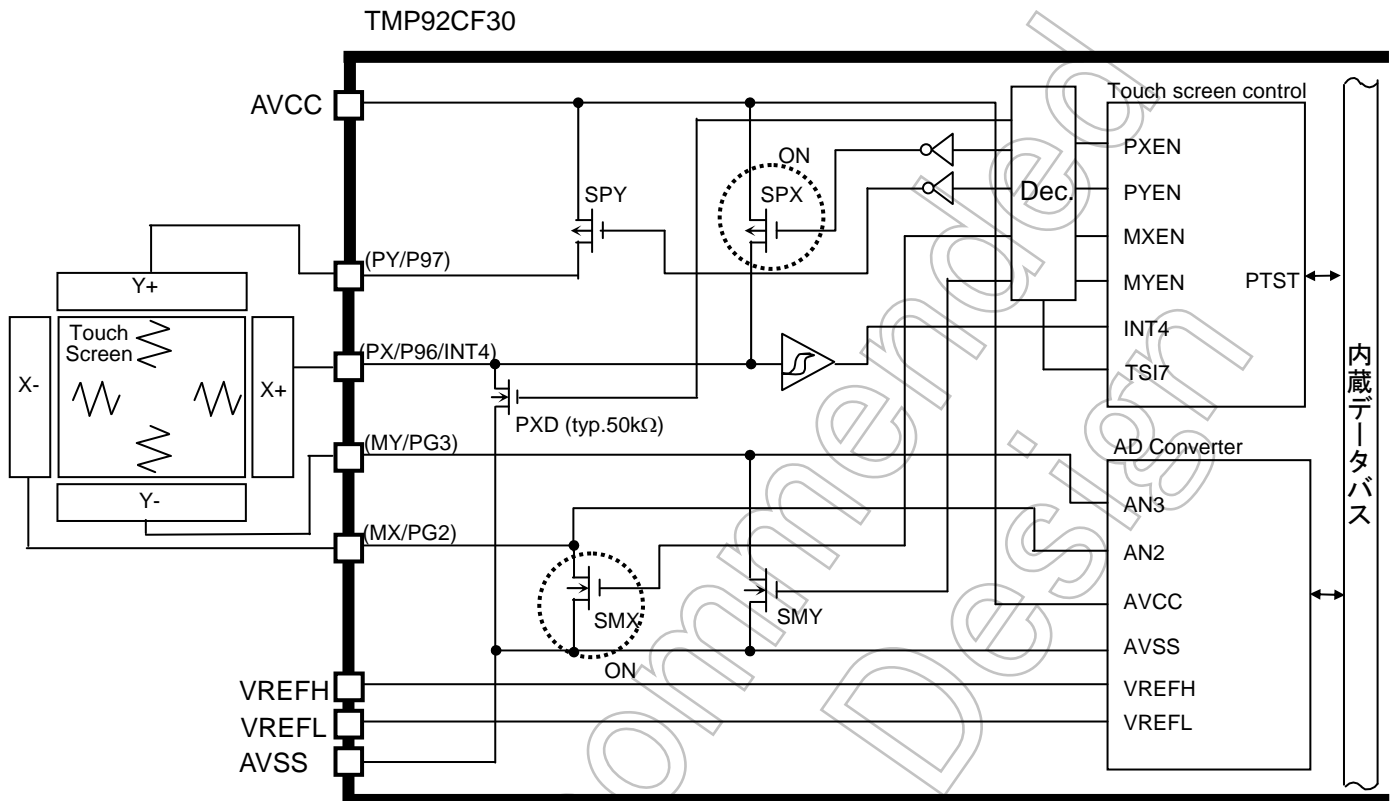 TMP92CF30
AVCC
Touch screen control
ON
PXEN
SPY
SPX
Dec.
PYEN
MXEN
(PY/P97)
MYEN
PTST
Y+
Touch
Screen
(PX/P96/INT4)
INT4
X-
X+
TSI7
PXD (typ.50kΩ)
内蔵データバス
(MY/PG3)
AD Converter
Y-
AN3
(MX/PG2)
AN2
AVCC
SMX
SMY
AVSS
ON
VREFH
VREFH
VREFL
VREFL
AVSS
ommended
Design